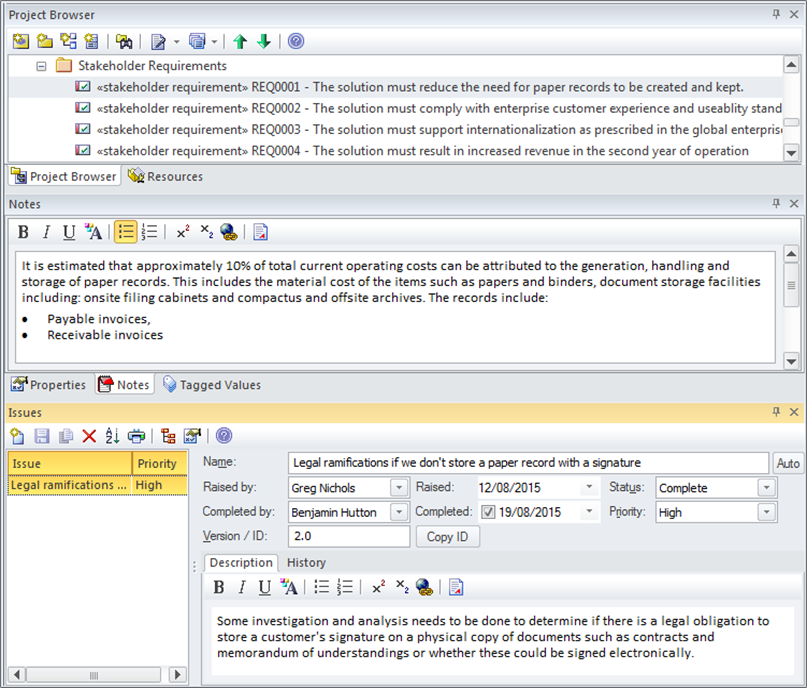 Project Browser
Stakeholder Requirements
«stakeholder requirement» REQ0001 - The solution must reduce the need for paper records to be created and kept.
«stakeholder requirement» REQ0002 - The solution must comply with enterprise customer experience and useablity stand
«stakeholder requirement» REQ0003 - The solution must support internationalization as prescribed in the global enterpris
«stakeholder requirement» REQ0004 - The solution must result in increased revenue in the second year of operation
Project Browser Resources
Notes
B I U A x² x₂
It is estimated that approximately 10% of total current operating costs can be attributed to the generation, handling and
storage of paper records. This includes the material cost of the items such as papers and binders, document storage facilities
including: onsite filing cabinets and compactus and offsite archives. The records include:
• Payable invoices,
• Receivable invoices
Properties Notes Tagged Values
Issues
Issue Priority
Legal ramifications ... High
Name: Legal ramifications if we don't store a paper record with a signature Auto
Raised by: Greg Nichols Raised: 12/08/2015 Status: Complete
Completed by: Benjamin Hutton Completed: 19/08/2015 Priority: High
Version / ID: 2.0 Copy ID
Description History
B I U A x² x₂
Some investigation and analysis needs to be done to determine if there is a legal obligation to
store a customer's signature on a physical copy of documents such as contracts and
memorandum of understandings or whether these could be signed electronically.